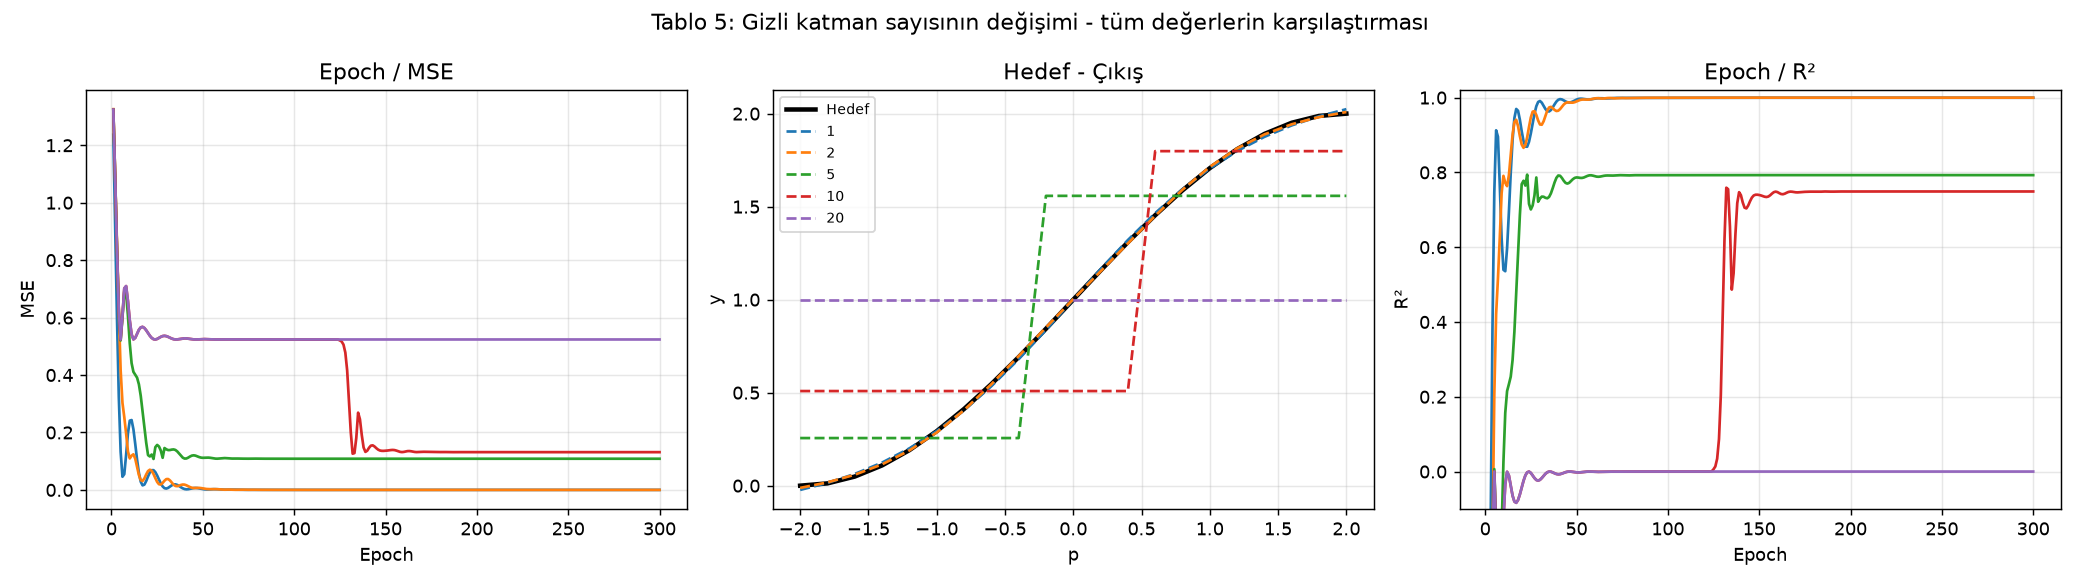 Tablo 5: Gizli katman sayısının değişimi - tüm değerlerin karşılaştırması
Epoch / MSE
MSE
1.2
1.0
0.8
0.6
0.4
0.2
0.0
0 50 100 150 200 250 300
Epoch
Hedef - Çıkış
y
2.0
1.5
1.0
0.5
0.0
Hedef
1
2
5
10
20
−2.0 −1.5 −1.0 −0.5 0.0 0.5 1.0 1.5 2.0
p
Epoch / R²
R²
1.0
0.8
0.6
0.4
0.2
0.0
0 50 100 150 200 250 300
Epoch